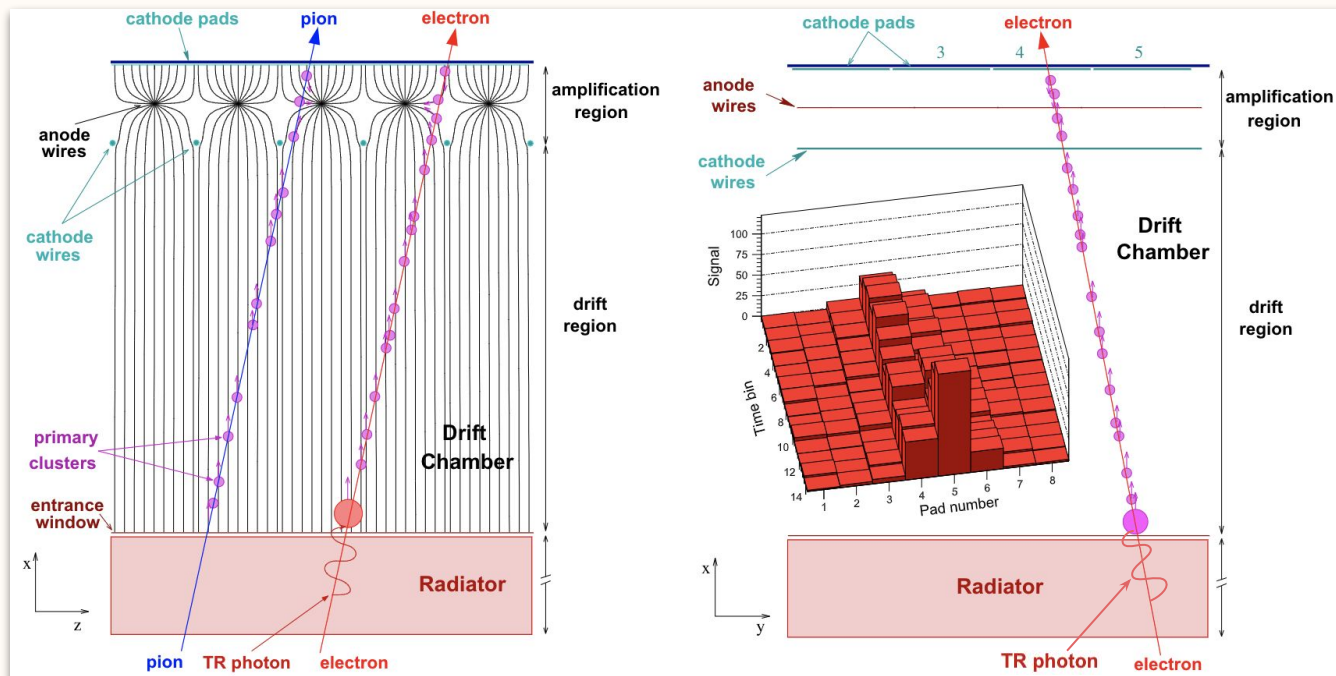 cathode pads
pion
electron
anode
wires
cathode
wires
amplification
region
drift
region
primary
clusters
Drift
Chamber
entrance
window
x
z
Radiator
pion
TR photon
electron
electron
cathode pads
3
4
5
anode
wires
cathode
wires
amplification
region
Drift
Chamber
drift
region
Signal
100
75
50
25
0
2
4
6
8
10
12
14
Time bin
1
2
3
4
5
6
7
8
Pad number
x
y
Radiator
TR photon
electron